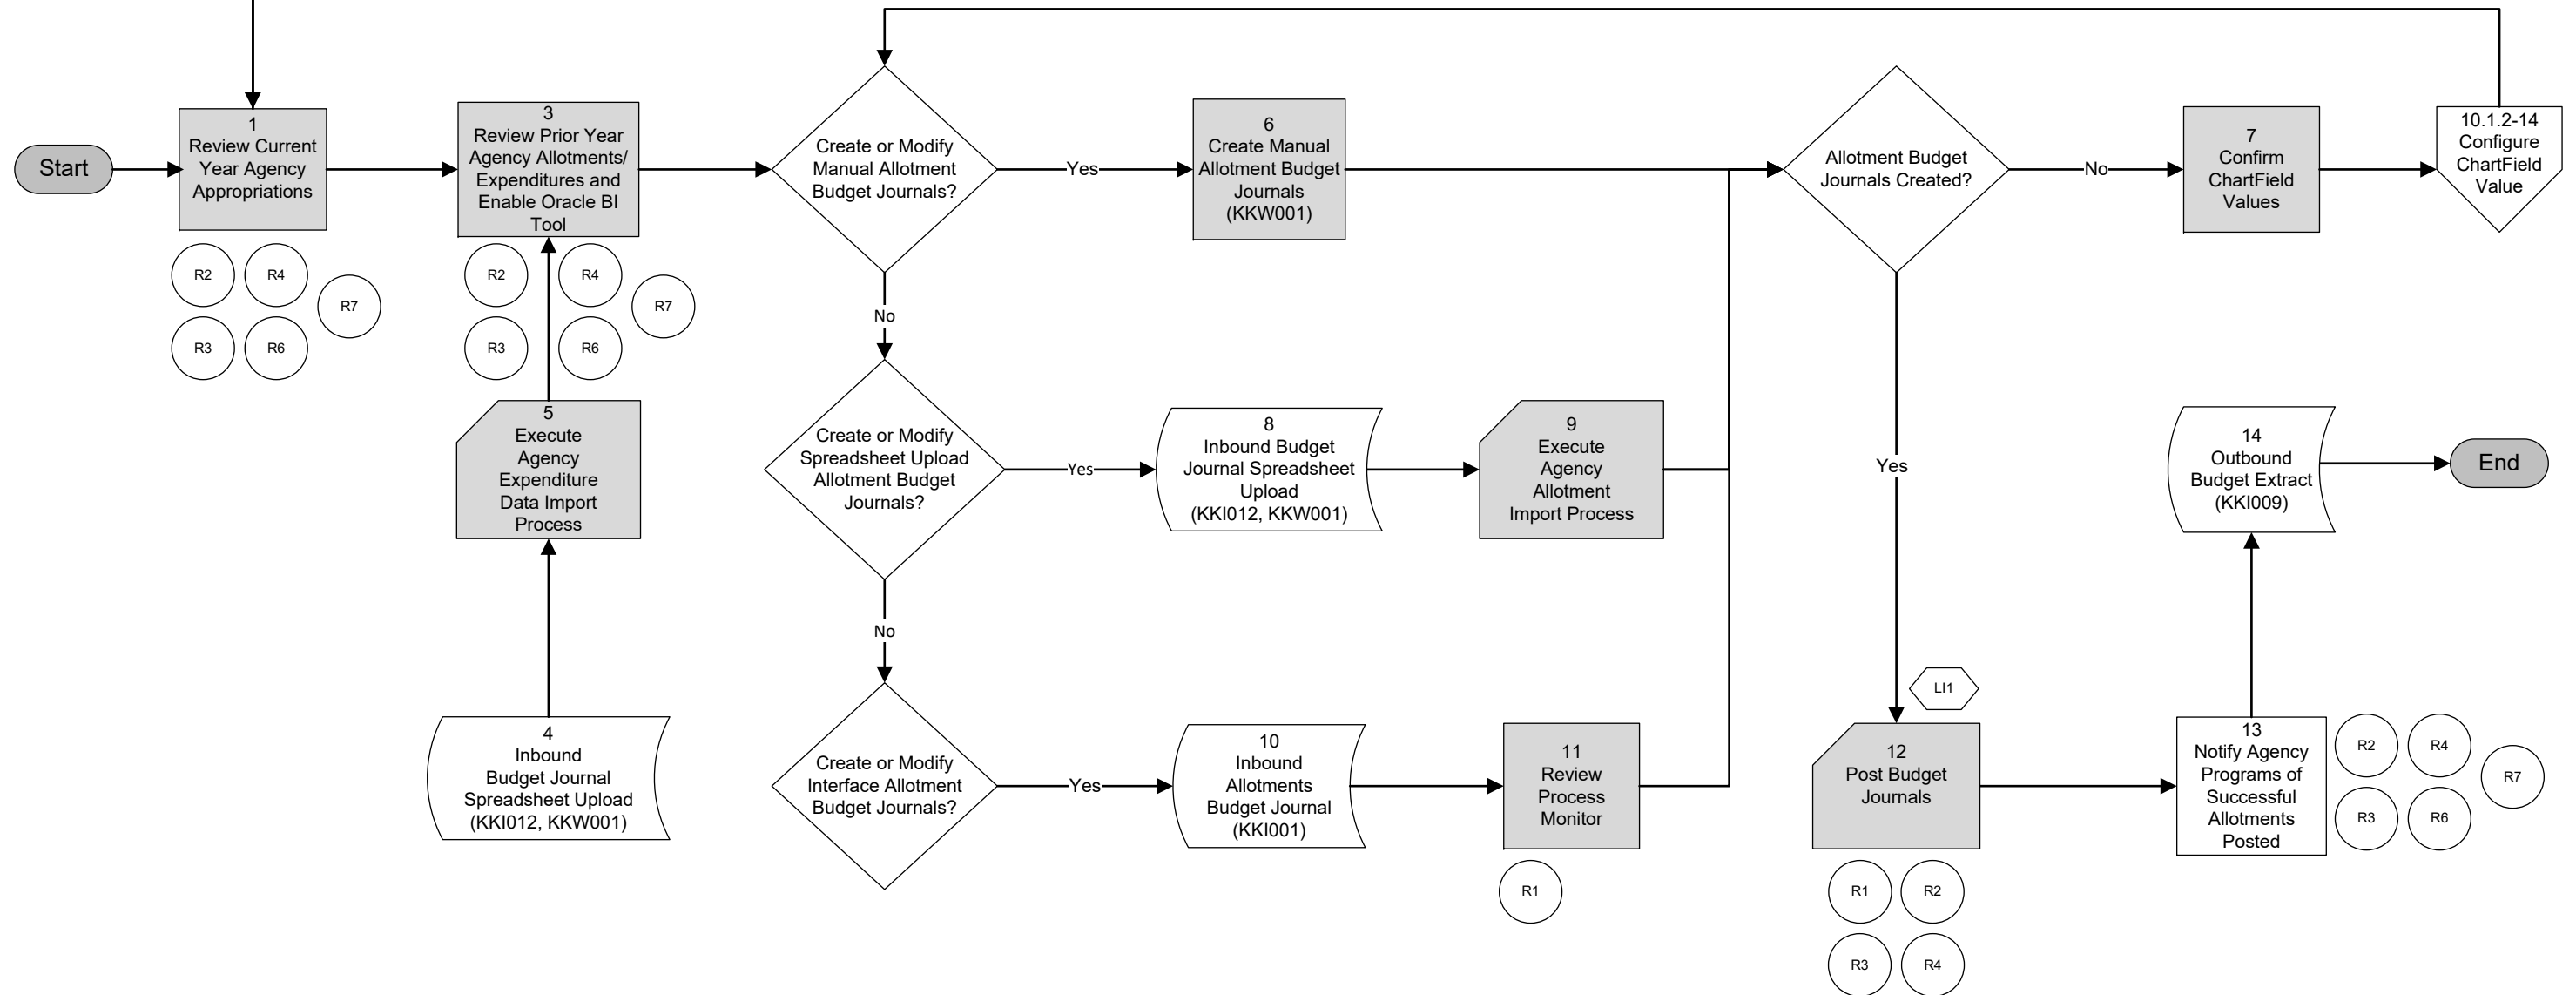 Start
1
Review Current
Year Agency
Appropriations
R2
R4
R7
R3
R6
3
Review Prior Year
Agency Allotments/
Expenditures and
Enable Oracle BI
Tool
R2
R4
R7
R3
R6
5
Execute
Agency
Expenditure
Data Import
Process
4
Inbound
Budget Journal
Spreadsheet Upload
(KKI012, KKW001)
Create or Modify
Manual Allotment
Budget Journals?
Yes
No
6
Create Manual
Allotment Budget
Journals
(KKW001)
Create or Modify
Spreadsheet Upload
Allotment Budget
Journals?
Yes
No
8
Inbound Budget
Journal Spreadsheet
Upload
(KKI012, KKW001)
9
Execute
Agency
Allotment
Import Process
Create or Modify
Interface Allotment
Budget Journals?
Yes
10
Inbound
Allotments
Budget Journal
(KKI001)
11
Review
Process
Monitor
R1
Allotment Budget
Journals Created?
No
Yes
7
Confirm
ChartField
Values
10.1.2-14
Configure
ChartField
Value
LI1
12
Post Budget
Journals
R1
R2
R3
R4
13
Notify Agency
Programs of
Successful
Allotments
Posted
R2
R4
R7
R3
R6
14
Outbound
Budget Extract
(KKI009)
End